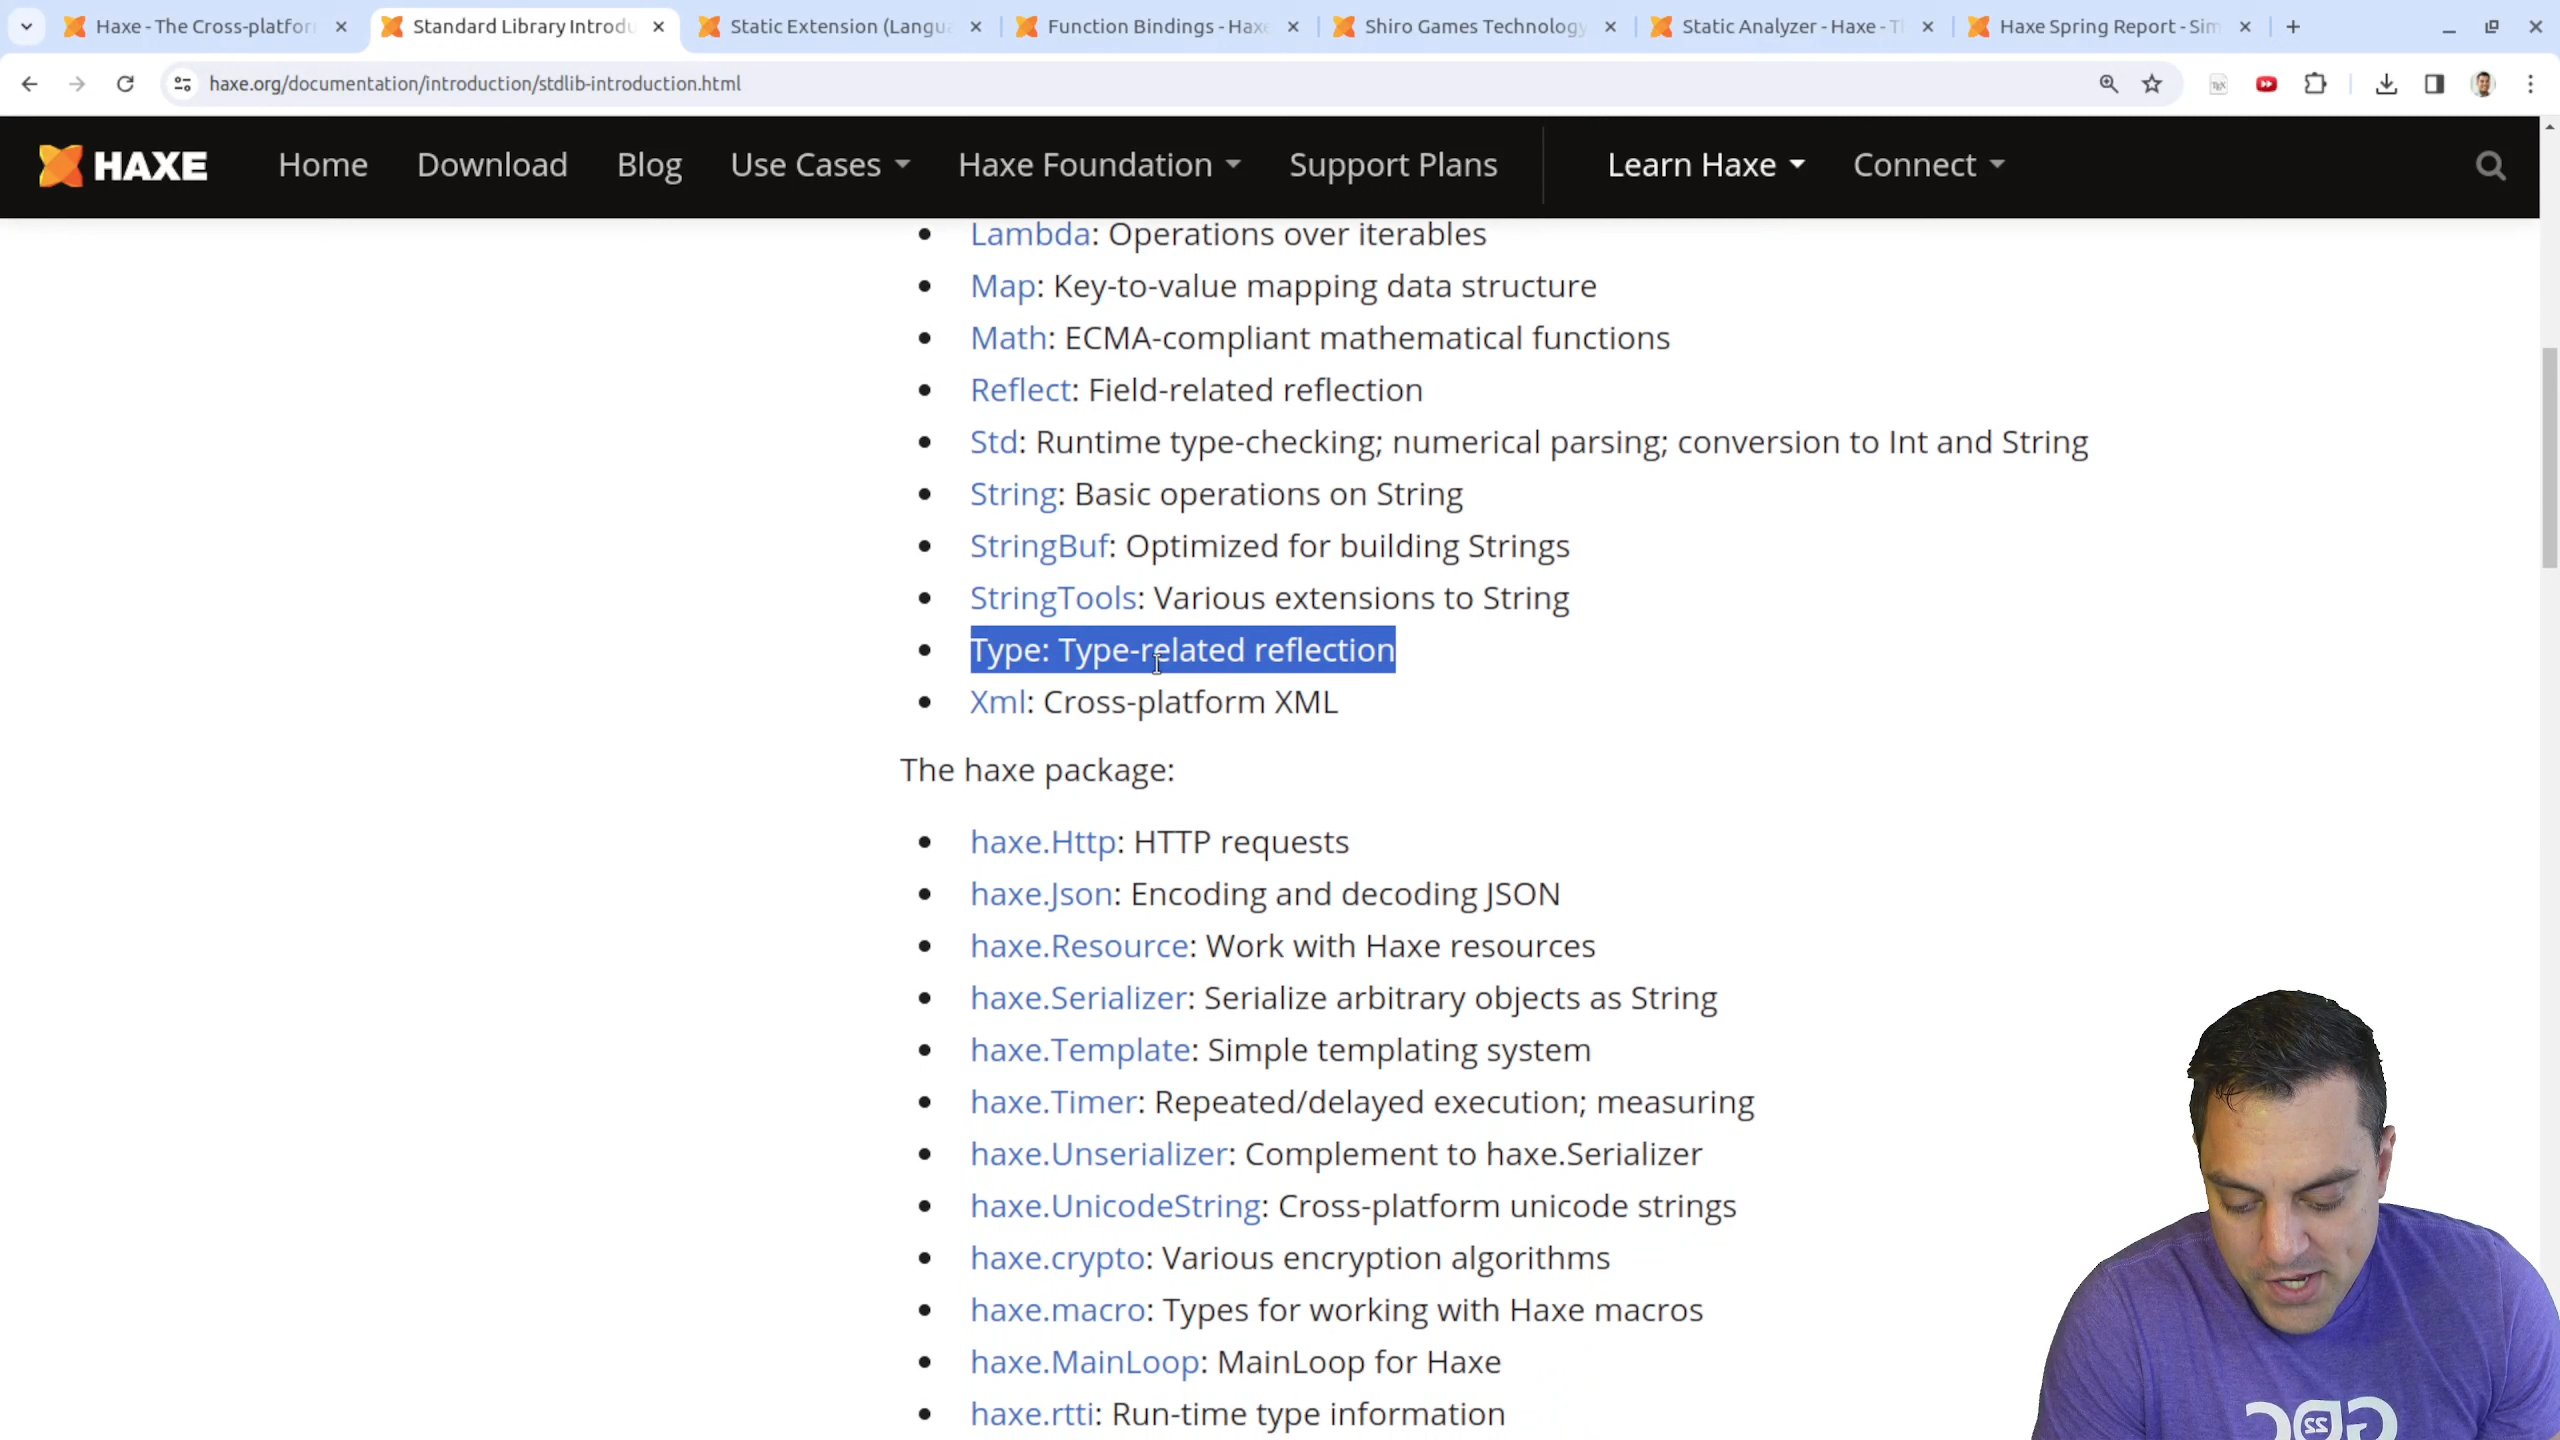 Haxe - The Cross-platfor
Standard Library Introdu
Static Extension (Langu
Function Bindings - Hax
Shiro Games Technology
Static Analyzer - Haxe - T
Haxe Spring Report - Sim
haxe.org/documentation/introduction/stdlib-introduction.html
HAXE Home Download Blog Use Cases Haxe Foundation Support Plans Learn Haxe Connect
Lambda: Operations over iterables
Map: Key-to-value mapping data structure
Math: ECMA-compliant mathematical functions
Reflect: Field-related reflection
Std: Runtime type-checking; numerical parsing; conversion to Int and String
String: Basic operations on String
StringBuf: Optimized for building Strings
StringTools: Various extensions to String
Type: Type-related reflection
Xml: Cross-platform XML
The haxe package:
haxe.Http: HTTP requests
haxe.Json: Encoding and decoding JSON
haxe.Resource: Work with Haxe resources
haxe.Serializer: Serialize arbitrary objects as String
haxe.Template: Simple templating system
haxe.Timer: Repeated/delayed execution; measuring
haxe.Unserializer: Complement to haxe.Serializer
haxe.UnicodeString: Cross-platform unicode strings
haxe.crypto: Various encryption algorithms
haxe.macro: Types for working with Haxe macros
haxe.MainLoop: MainLoop for Haxe
haxe.rtti: Run-time type information